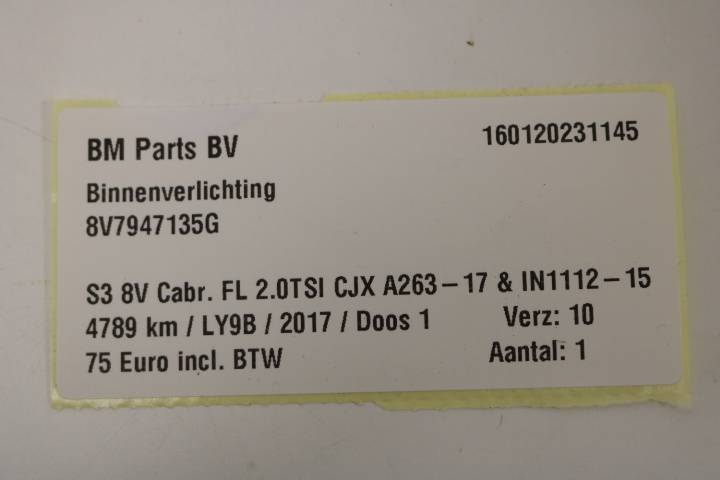 BM Parts BV 160120231145
Binnenverlichting
8V7947135G
S3 8V Cabr. FL 2.0TSI CJX A263-17 & IN1112-15
4789 km / LY9B / 2017 / Doos 1 Verz: 10
75 Euro incl. BTW Aantal: 1